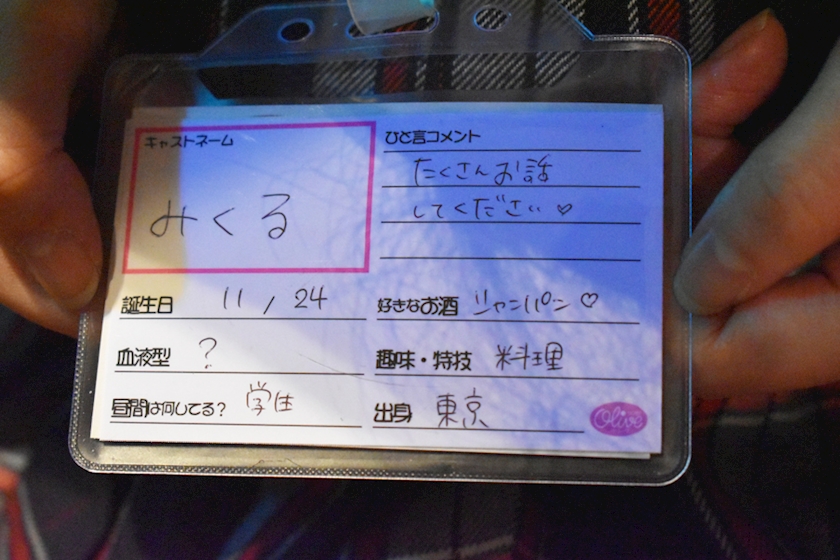 キャストネーム
みくる
ひと言コメント
たくさんお話
してください♡
誕生日 11/24
好きなお酒 シャンパン♡
血液型 ?
趣味・特技 料理
昼間は何してる? 学生
出身 東京
Olive